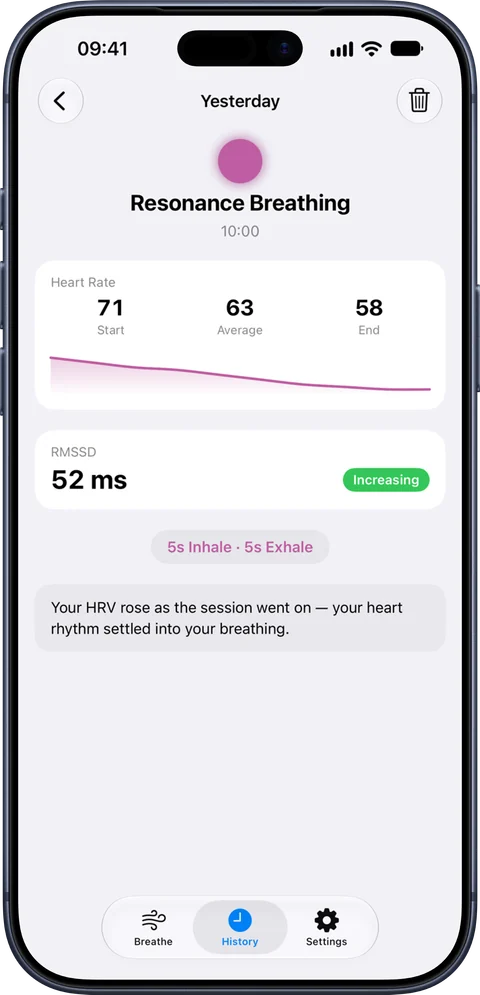 09:41
Yesterday
Resonance Breathing
10:00
Heart Rate
71 63 58
Start Average End
RMSSD
52 ms Increasing
5s Inhale · 5s Exhale
Your HRV rose as the session went on — your heart
rhythm settled into your breathing.
Breathe History Settings